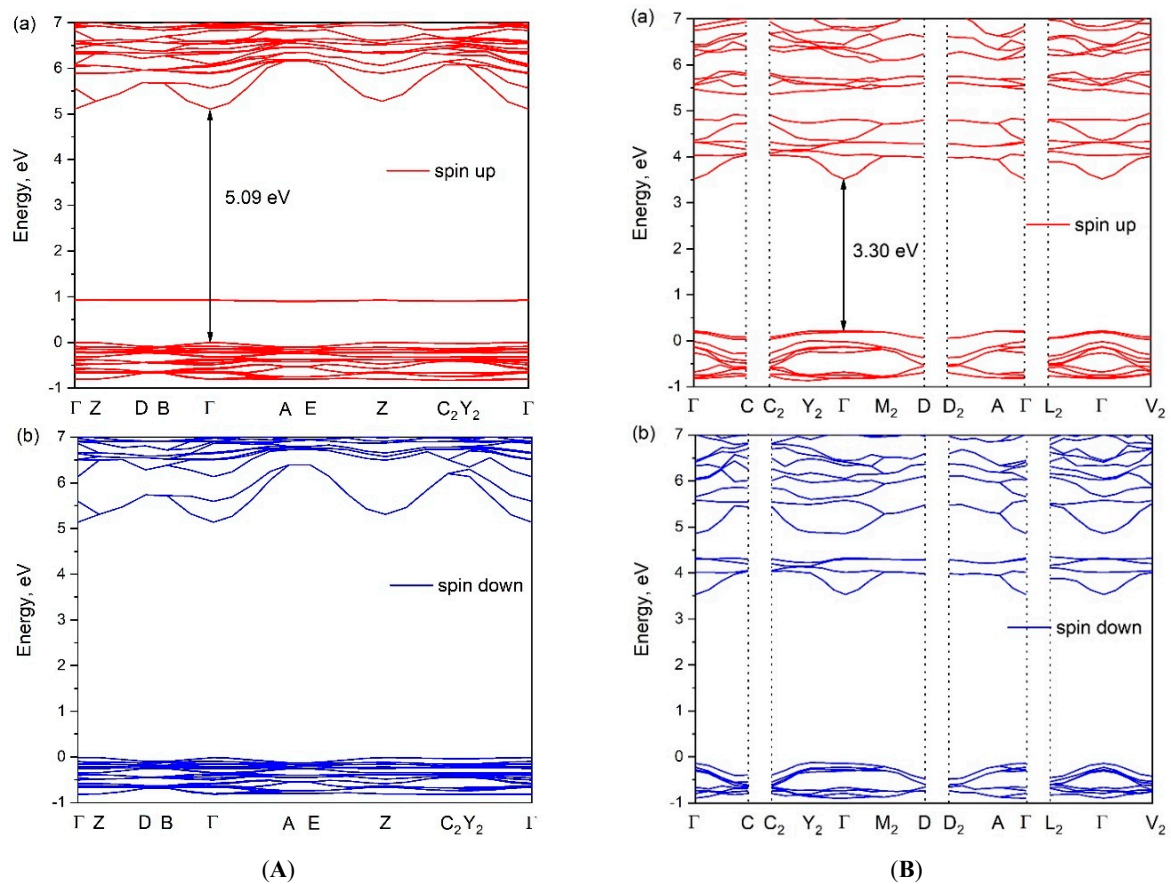 (a)
7
6
5
4
3
2
1
0
-1
Energy, eV
spin up
5.09 eV
Γ Z D B Γ A E Z C₂ Y₂ Γ
(b)
7
6
5
4
3
2
1
0
-1
Energy, eV
spin down
Γ Z D B Γ A E Z C₂ Y₂ Γ
(A)
(a)
7
6
5
4
3
2
1
0
-1
Energy, eV
spin up
3.30 eV
Γ C C₂ Y₂ Γ M₂ D D₂ A Γ L₂ Γ V₂
(b)
7
6
5
4
3
2
1
0
-1
Energy, eV
spin down
Γ C C₂ Y₂ Γ M₂ D D₂ A Γ L₂ Γ V₂
(B)